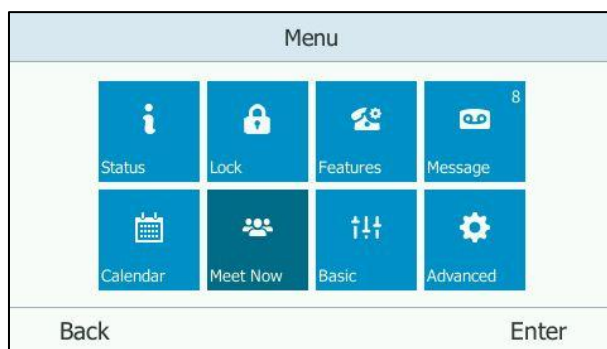 Menu
8
Status Lock Features Message
Calendar Meet Now Basic Advanced
Back Enter